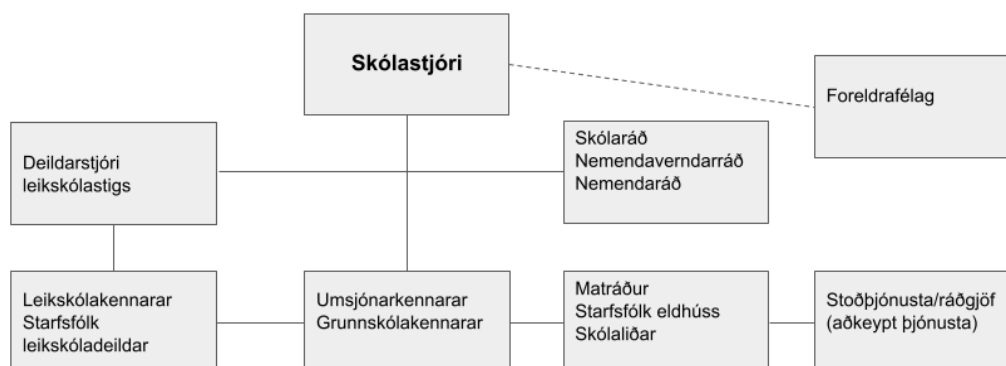 Skólastjóri
Foreldrafélag
Deildarstjóri
leikskólastigs
Skólaráð
Nemendaverndarráð
Nemendaráð
Leikskólakennarar
Starfsfólk
leikskóladeildar
Umsjónarkennarar
Grunnskólakennarar
Matráður
Starfsfólk eldhúss
Skólaliðar
Stoðþjónusta/ráðgjöf
(aðkeypt þjónusta)